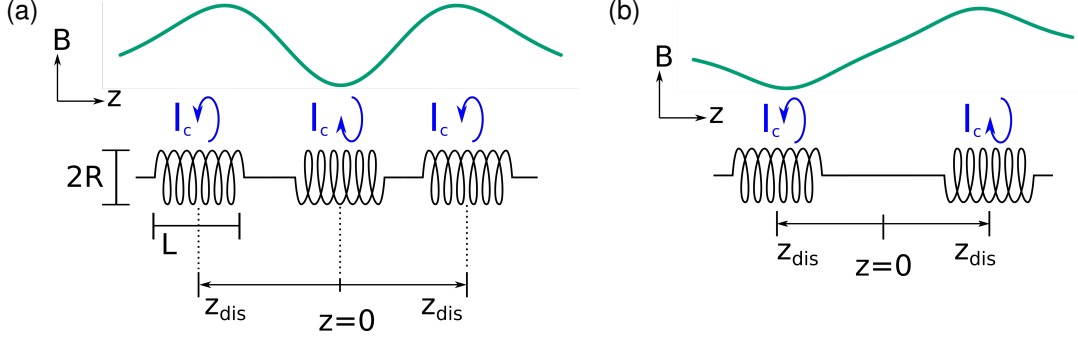 (a)
B
z
I_c
I_c
I_c
2R
L
z_dis
z=0
z_dis
(b)
B
z
I_c
I_c
z_dis
z=0
z_dis